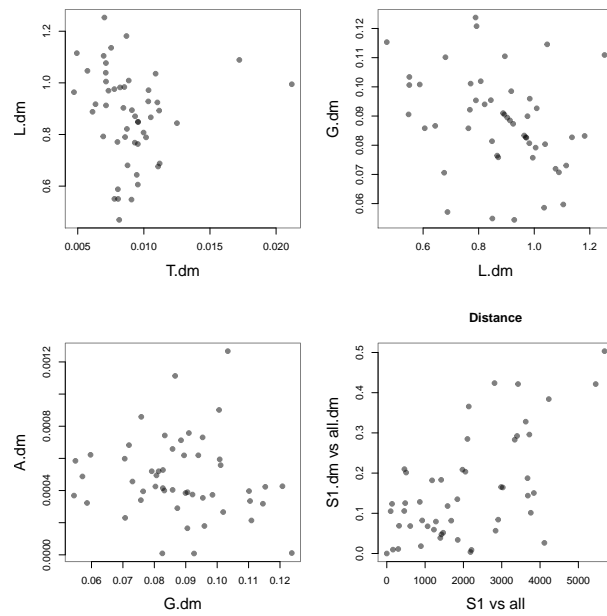 L.dm
0.6 0.8 1.0 1.2
0.005 0.010 0.015 0.020
T.dm
G.dm
0.06 0.07 0.08 0.09 0.10 0.11 0.12
0.6 0.8 1.0 1.2
L.dm
A.dm
0.0000 0.0004 0.0008 0.0012
0.06 0.07 0.08 0.09 0.10 0.11 0.12
G.dm
Distance
S1.dm vs all.dm
0.0 0.1 0.2 0.3 0.4 0.5
0 1000 2000 3000 4000 5000
S1 vs all